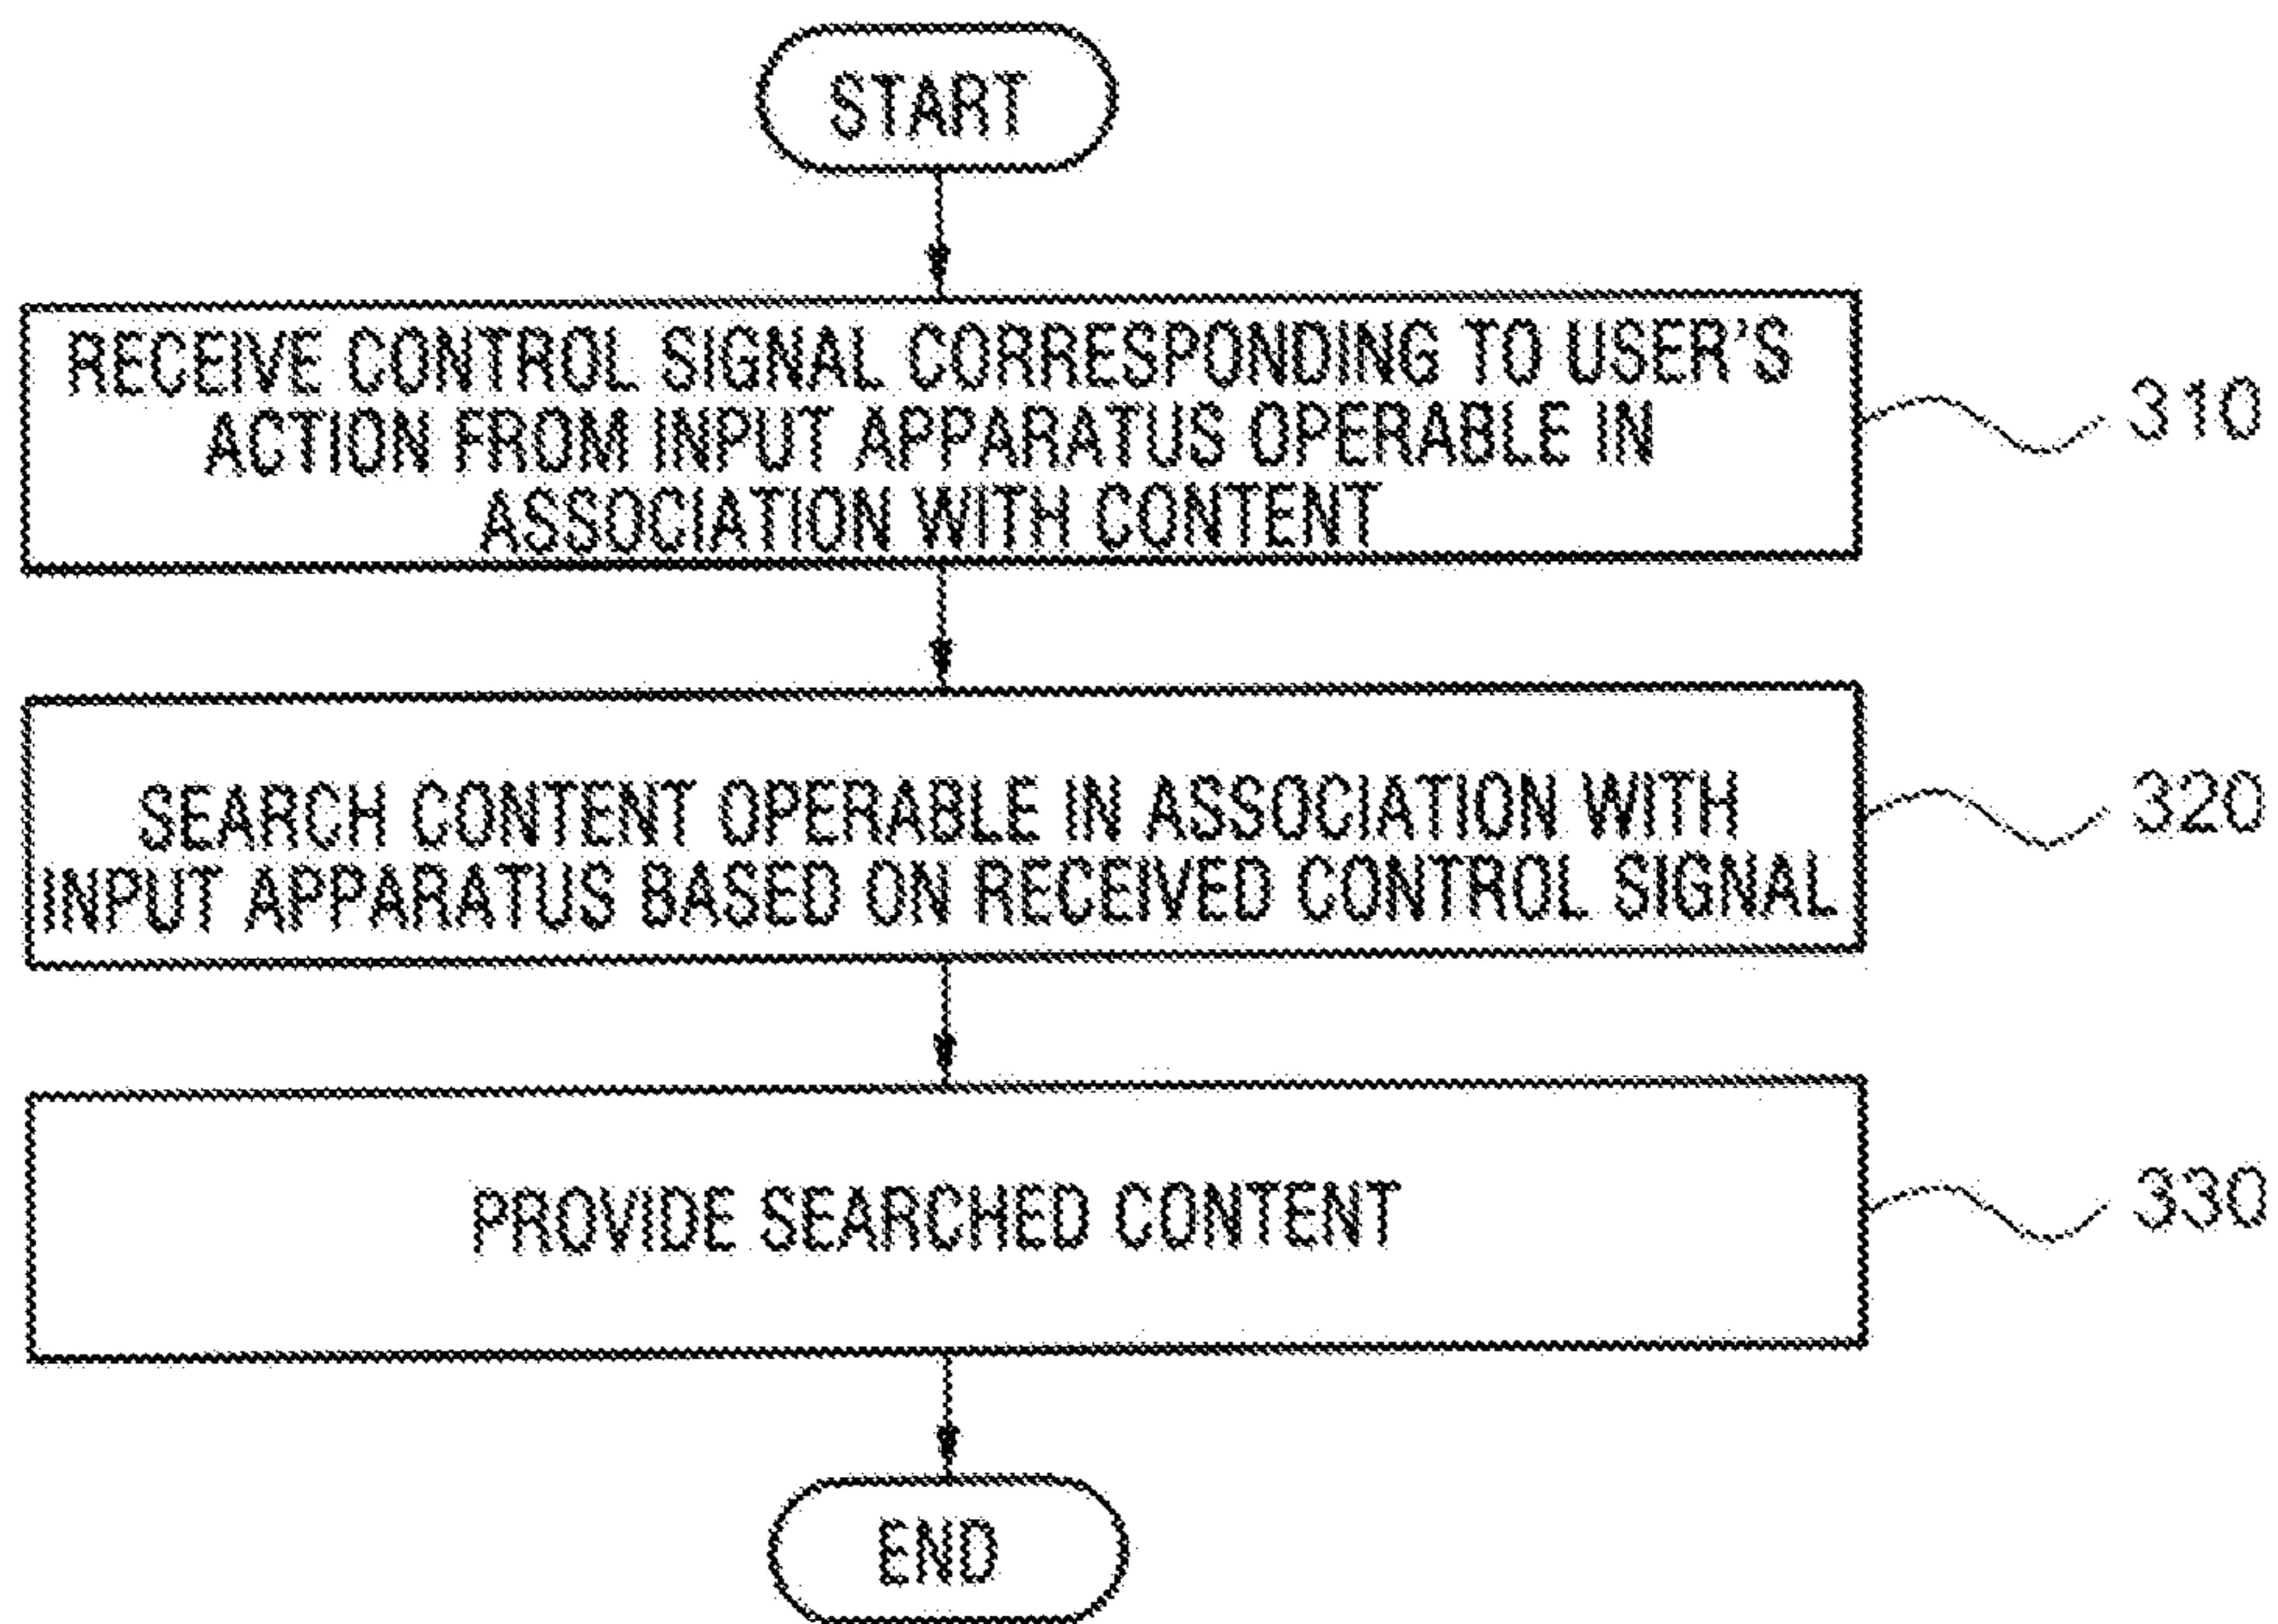 START
RECEIVE CONTROL SIGNAL CORRESPONDING TO USER'S
ACTION FROM INPUT APPARATUS OPERABLE IN
ASSOCIATION WITH CONTENT
310
SEARCH CONTENT OPERABLE IN ASSOCIATION WITH
INPUT APPARATUS BASED ON RECEIVED CONTROL SIGNAL
320
PROVIDE SEARCHED CONTENT
330
END